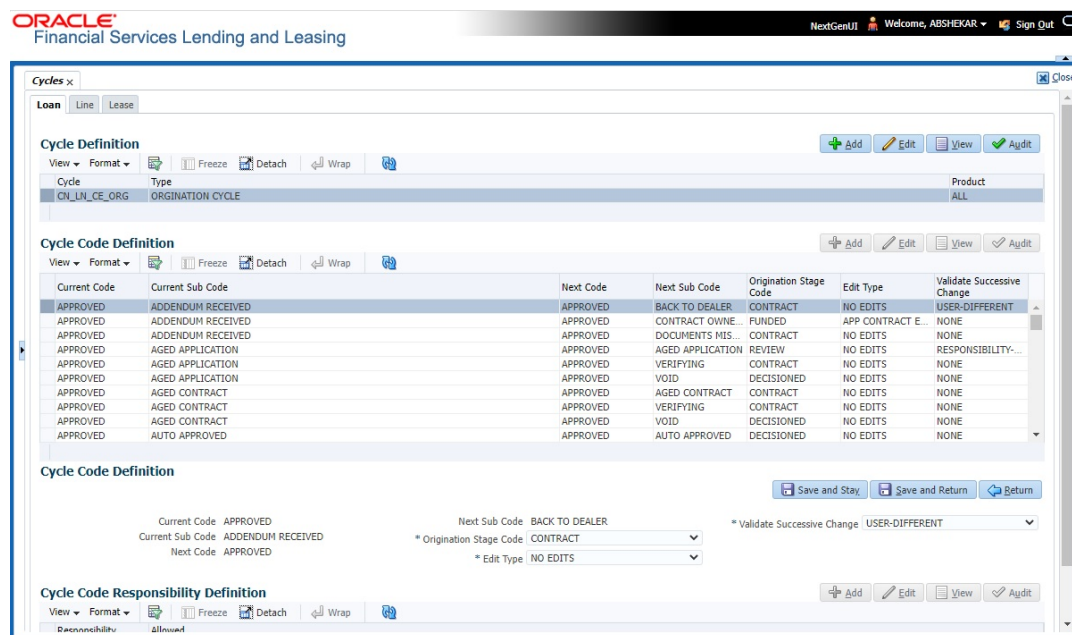 ORACLE
Financial Services Lending and Leasing
NextGenUI Welcome, ABSHEKAR Sign Out
Cycles x
Close
Loan Line Lease
Cycle Definition
Add Edit View Audit
View Format Freeze Detach Wrap
Cycle Type Product
CN_LN_CE_ORG ORGINATION CYCLE ALL
Cycle Code Definition
Add Edit View Audit
View Format Freeze Detach Wrap
Current Code Current Sub Code Next Code Next Sub Code Origination Stage Code Edit Type Validate Successive Change
APPROVED ADDENDUM RECEIVED APPROVED BACK TO DEALER CONTRACT NO EDITS USER-DIFFERENT
APPROVED ADDENDUM RECEIVED APPROVED CONTRACT OWNE... FUNDED APP CONTRACT E... NONE
APPROVED ADDENDUM RECEIVED APPROVED DOCUMENTS MIS... CONTRACT NO EDITS NONE
APPROVED AGED APPLICATION APPROVED AGED APPLICATION REVIEW NO EDITS RESPONSIBILITY-...
APPROVED AGED APPLICATION APPROVED VERIFYING CONTRACT NO EDITS NONE
APPROVED AGED APPLICATION APPROVED VOID DECISIONED NO EDITS NONE
APPROVED AGED CONTRACT APPROVED AGED CONTRACT CONTRACT NO EDITS NONE
APPROVED AGED CONTRACT APPROVED VERIFYING CONTRACT NO EDITS NONE
APPROVED AGED CONTRACT APPROVED VOID DECISIONED NO EDITS NONE
APPROVED AUTO APPROVED APPROVED AUTO APPROVED DECISIONED NO EDITS NONE
Cycle Code Definition
Save and Stay Save and Return Return
Current Code APPROVED Next Sub Code BACK TO DEALER * Validate Successive Change USER-DIFFERENT
Current Sub Code ADDENDUM RECEIVED * Origination Stage Code CONTRACT
Next Code APPROVED * Edit Type NO EDITS
Cycle Code Responsibility Definition
Add Edit View Audit
View Format Freeze Detach Wrap
Responsibility Allowed